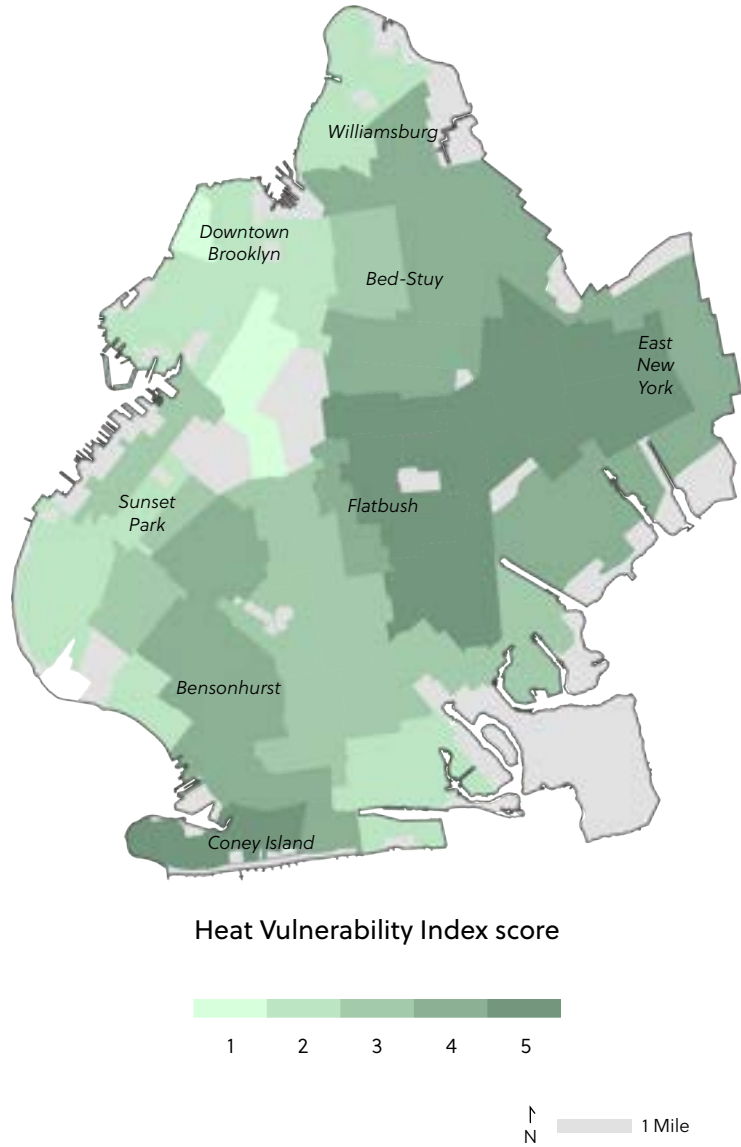 Williamsburg
Downtown
Brooklyn
Bed-Stuy
East
New
York
Sunset
Park
Flatbush
Bensonhurst
Coney Island
Heat Vulnerability Index score
1 2 3 4 5
N
1 Mile